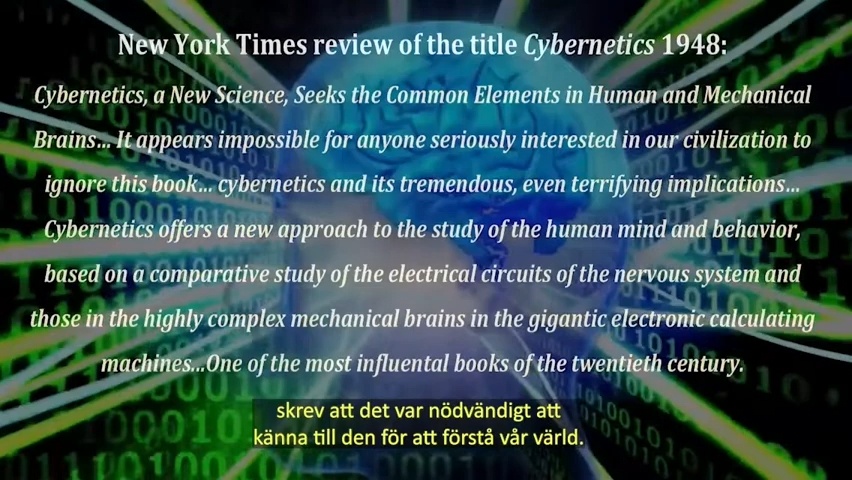 New York Times review of the title Cybernetics 1948:
Cybernetics, a New Science, Seeks the Common Elements in Human and Mechanical
Brains... It appears impossible for anyone seriously interested in our civilization to
ignore this book... cybernetics and its tremendous, even terrifying implications...
Cybernetics offers a new approach to the study of the human mind and behavior,
based on a comparative study of the electrical circuits of the nervous system and
those in the highly complex mechanical brains in the gigantic electronic calculating
machines...One of the most influental books of the twentieth century.
skrev att det var nödvändigt att
känna till den för att förstå vår värld.